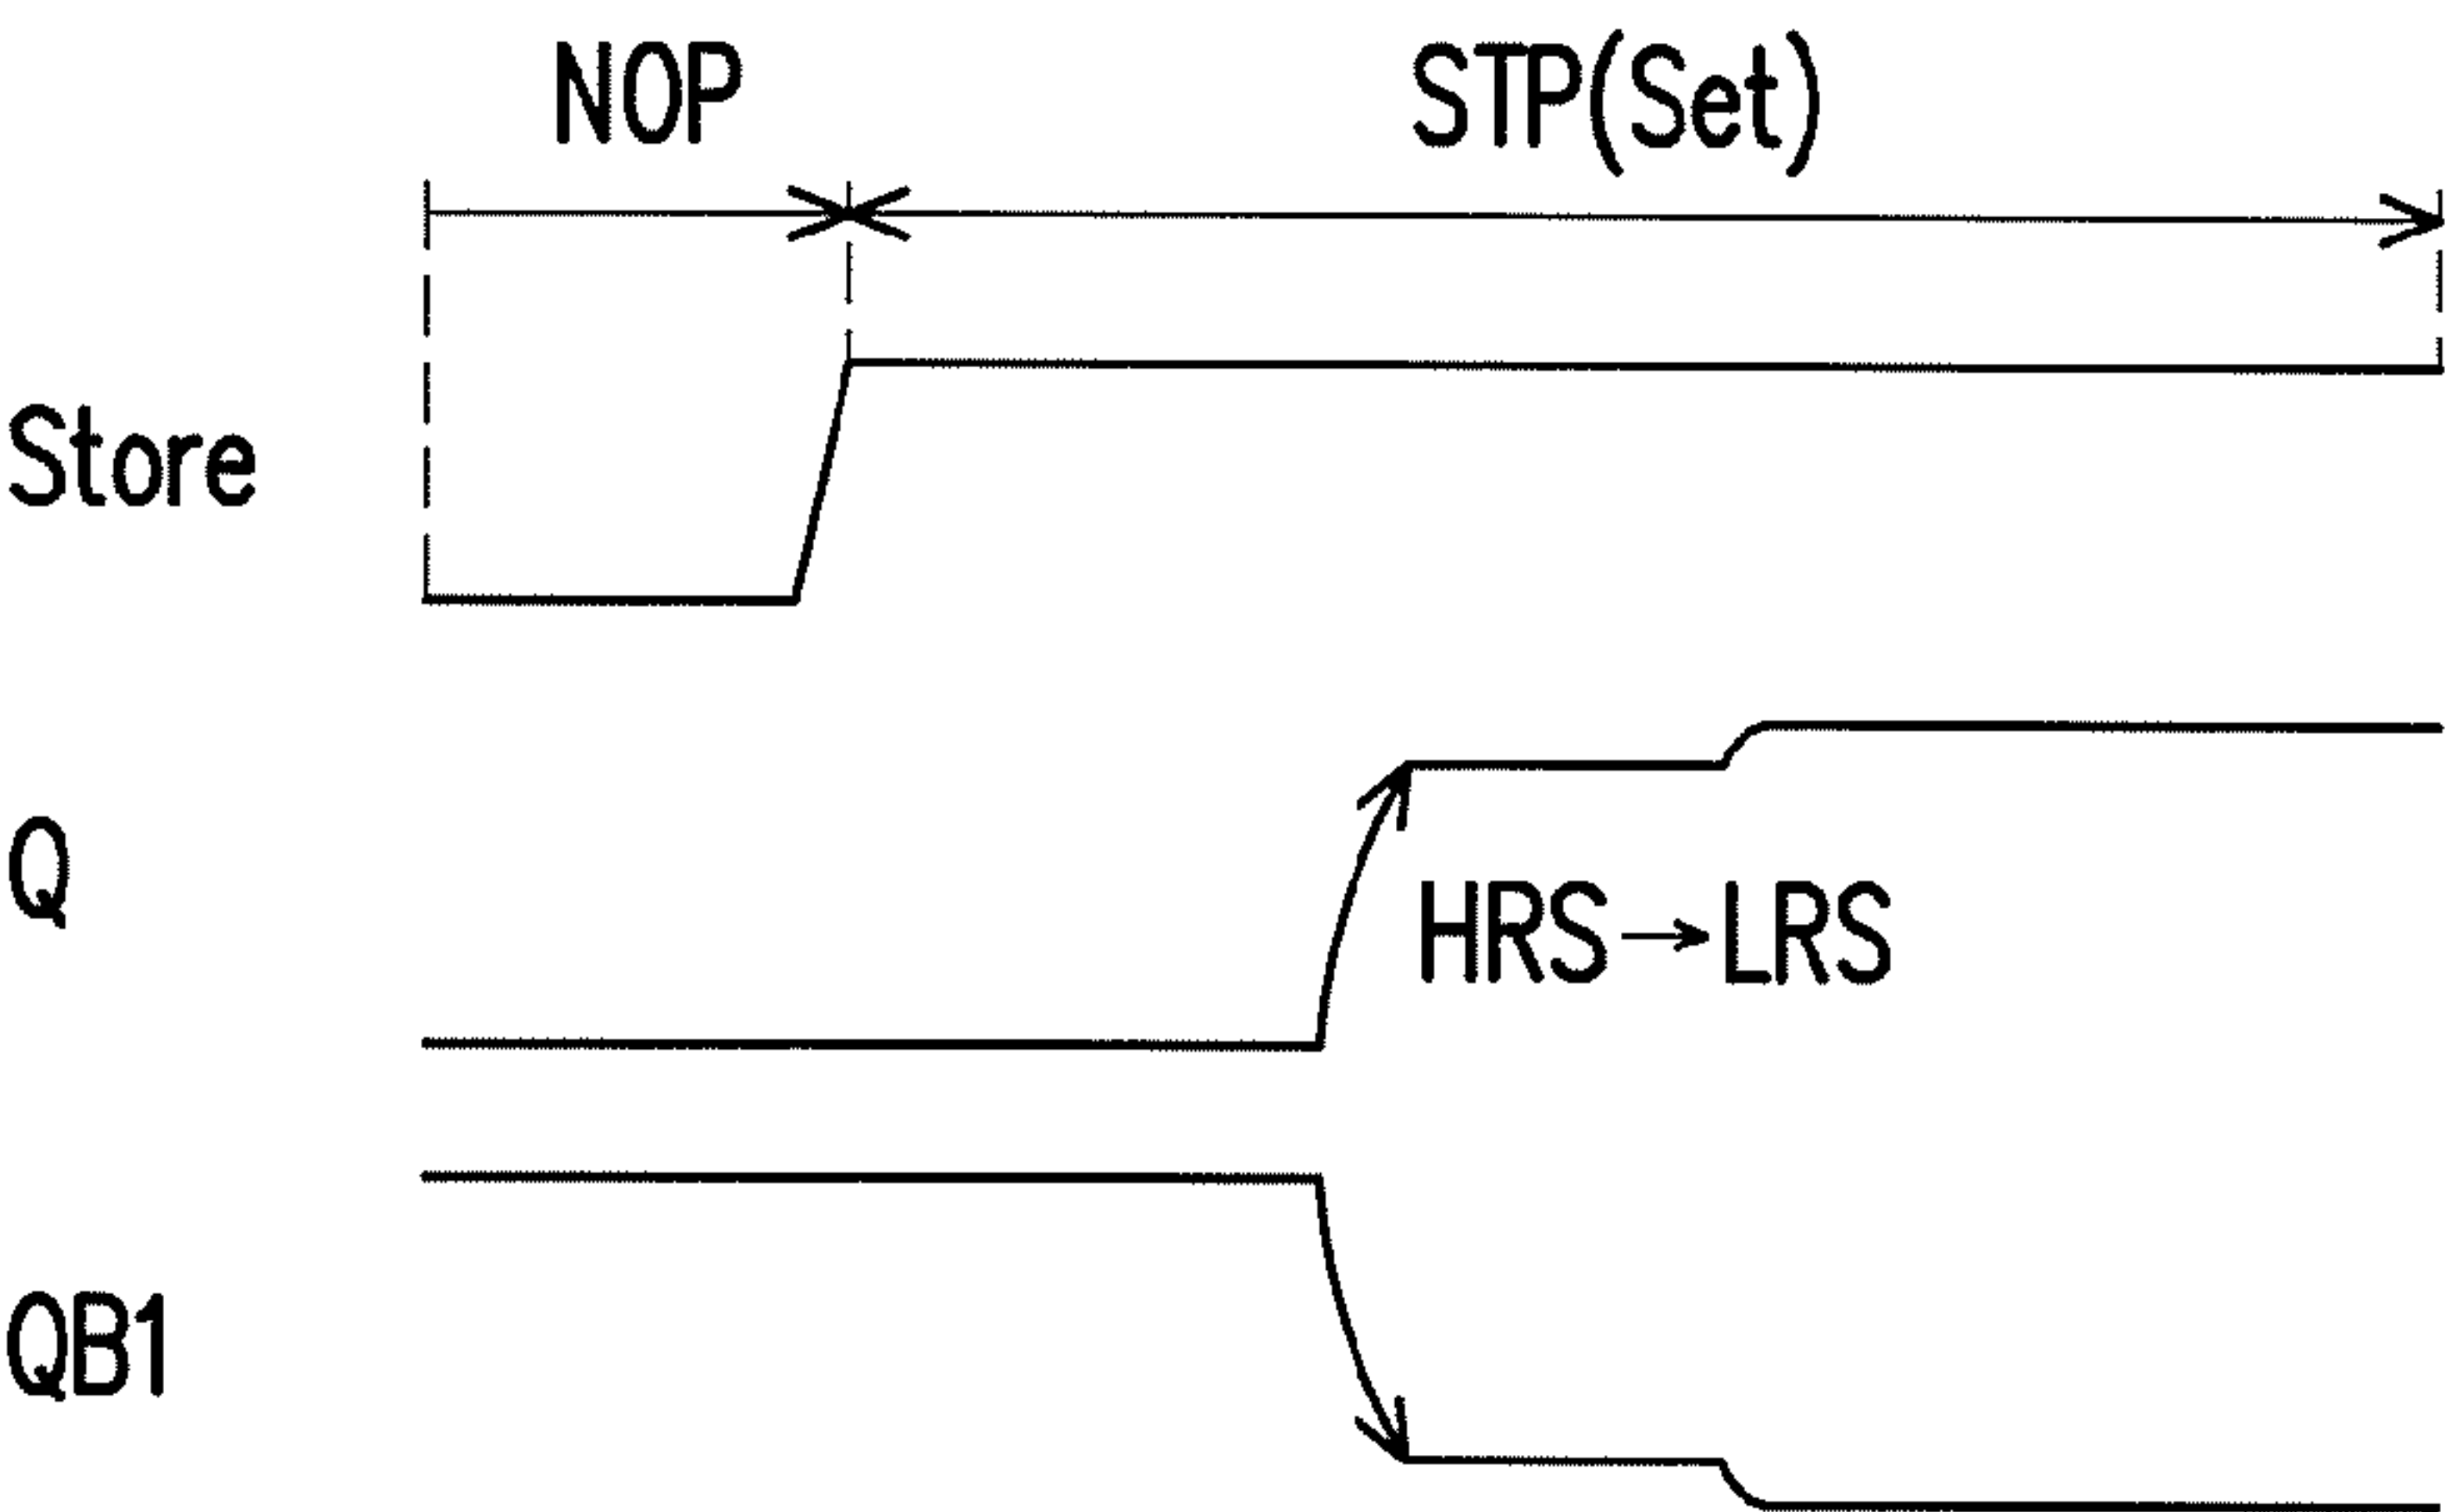 NOP STP(Set)
Store
Q
HRS→LRS
QB1